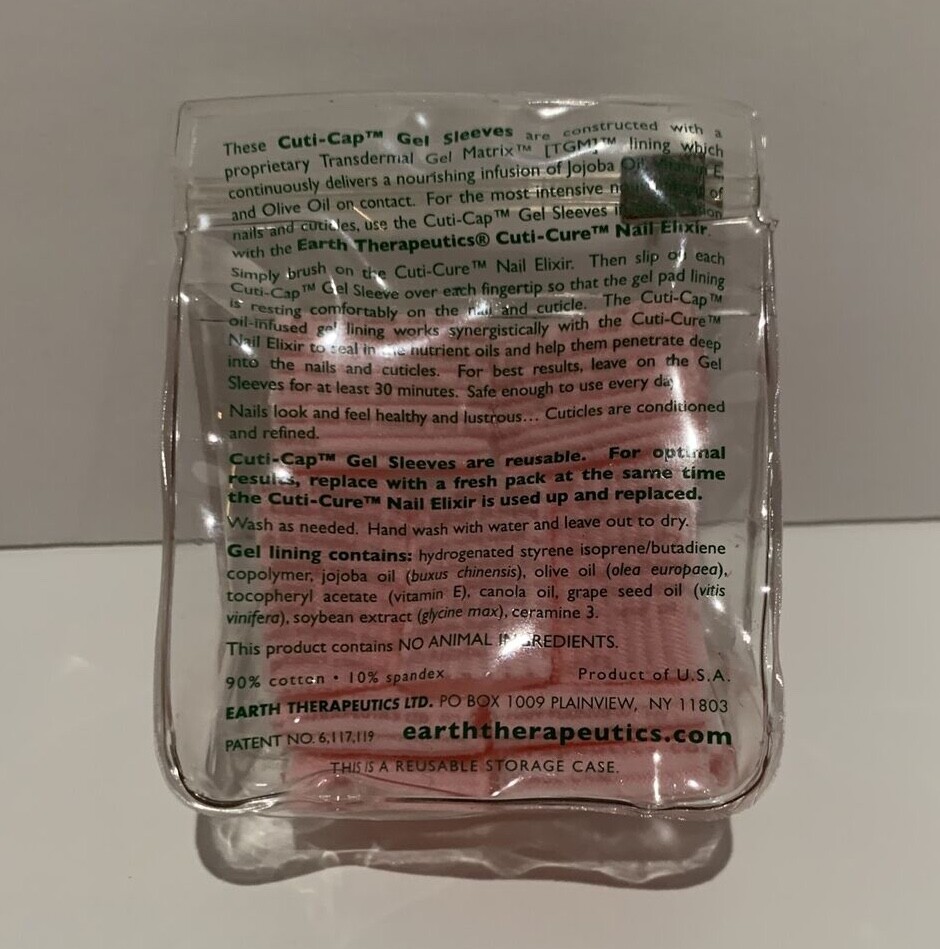 These Cuti-Cap™ Gel Sleeves are constructed with a
proprietary Transdermal Gel Matrix™ [TGM]™ lining which
continuously delivers a nourishing infusion of Jojoba Oil, Vitamin E,
and Olive Oil on contact. For the most intensive of
nails and cuticles, use the Cuti-Cap™ Gel Sleeves
with the Earth Therapeutics® Cuti-Cure™ Nail Elixir.
Simply brush on the Cuti-Cure™ Nail Elixir. Then slip on each
Cuti-Cap™ Gel Sleeve over each fingertip so that the gel pad lining
is resting comfortably on the nail and cuticle. The Cuti-Cap™
oil-infused gel lining works synergistically with the Cuti-Cure™
Nail Elixir to seal in the nutrient oils and help them penetrate deep
into the nails and cuticles. For best results, leave on the Gel
Sleeves for at least 30 minutes. Safe enough to use every day
Nails look and feel healthy and lustrous... Cuticles are conditioned
and refined.
Cuti-Cap™ Gel Sleeves are reusable. For optimal
results, replace with a fresh pack at the same time
the Cuti-Cure™ Nail Elixir is used up and replaced.
Wash as needed. Hand wash with water and leave out to dry.
Gel lining contains: hydrogenated styrene isoprene/butadiene
copolymer, jojoba oil (buxus chinensis), olive oil (olea europaea),
tocopheryl acetate (vitamin E), canola oil, grape seed oil (vitis
vinifera), soybean extract (glycine max), ceramine 3.
This product contains NO ANIMAL INGREDIENTS.
90% cotton • 10% spandex Product of U.S.A.
EARTH THERAPEUTICS LTD. PO BOX 1009 PLAINVIEW, NY 11803
PATENT NO. 6,117,119 earththerapeutics.com
THIS IS A REUSABLE STORAGE CASE.